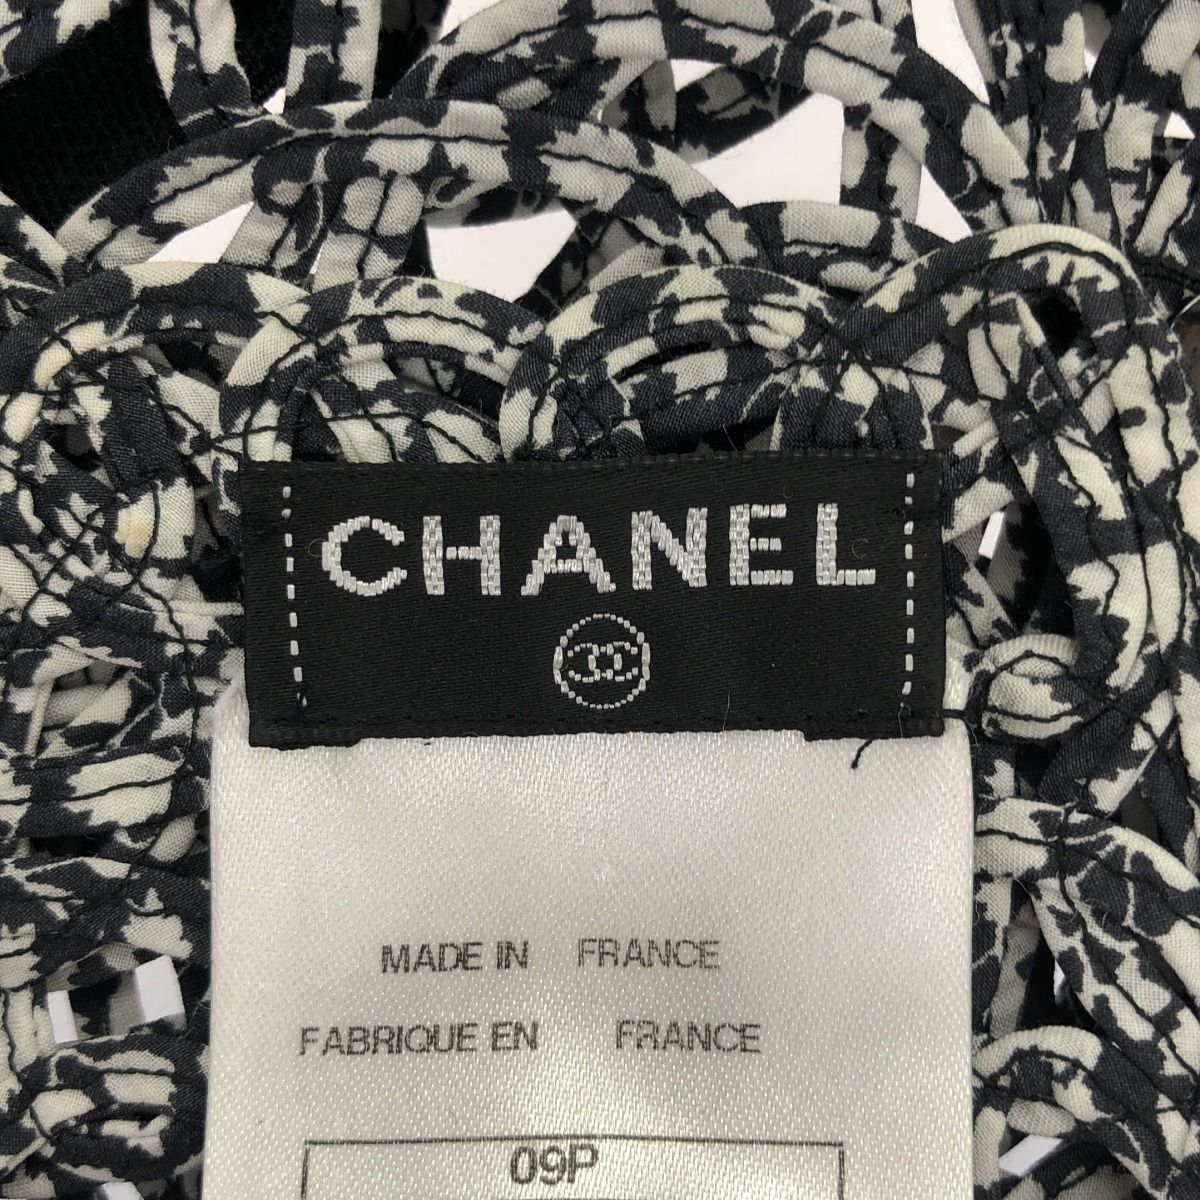 CHANEL
MADE IN FRANCE
FABRIQUE EN FRANCE
09P